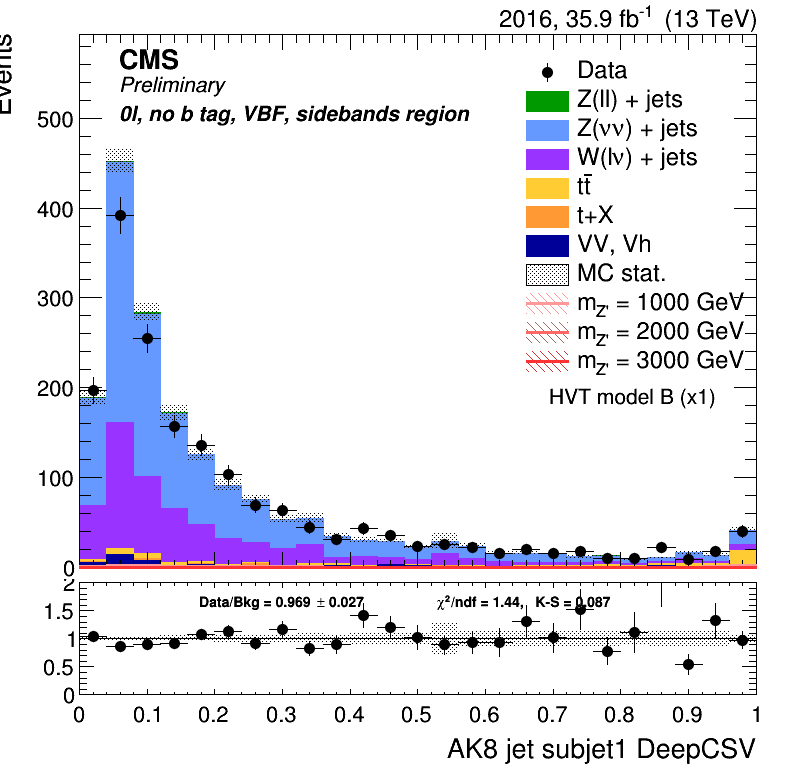 2016, 35.9 fb⁻¹ (13 TeV)
Events
CMS
Preliminary
0l, no b tag, VBF, sidebands region
Data
Z(ll) + jets
Z(νν) + jets
W(lν) + jets
tt̄
t+X
VV, Vh
MC stat.
m_Z' = 1000 GeV
m_Z' = 2000 GeV
m_Z' = 3000 GeV
HVT model B (x1)
500
400
300
200
100
0
Data/Bkg = 0.969 ± 0.027
χ²/ndf = 1.44, K-S = 0.087
2
1.5
1
0.5
0
0 0.1 0.2 0.3 0.4 0.5 0.6 0.7 0.8 0.9 1
AK8 jet subjet1 DeepCSV